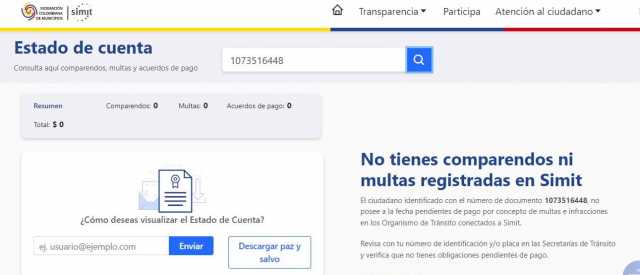 FEDERACIÓN
COLOMBIANA
DE MUNICIPIOS
simit
Transparencia
Participa
Atención al ciudadano
Estado de cuenta
Consulta aquí comparendos, multas y acuerdos de pago
1073516448
Resumen Comparendos: 0 Multas: 0 Acuerdos de pago: 0
Total: $ 0
No tienes comparendos ni
multas registradas en Simit
El ciudadano identificado con el número de documento 1073516448, no
posee a la fecha pendientes de pago por concepto de multas e infracciones
en los Organismo de Tránsito conectados a Simit.
Revisa con tu número de identificación y/o placa en las Secretarías de Tránsito
y verifica que no tienes obligaciones pendientes de pago.
¿Cómo deseas visualizar el Estado de Cuenta?
ej. usuario@ejemplo.com
Enviar
Descargar paz y
salvo